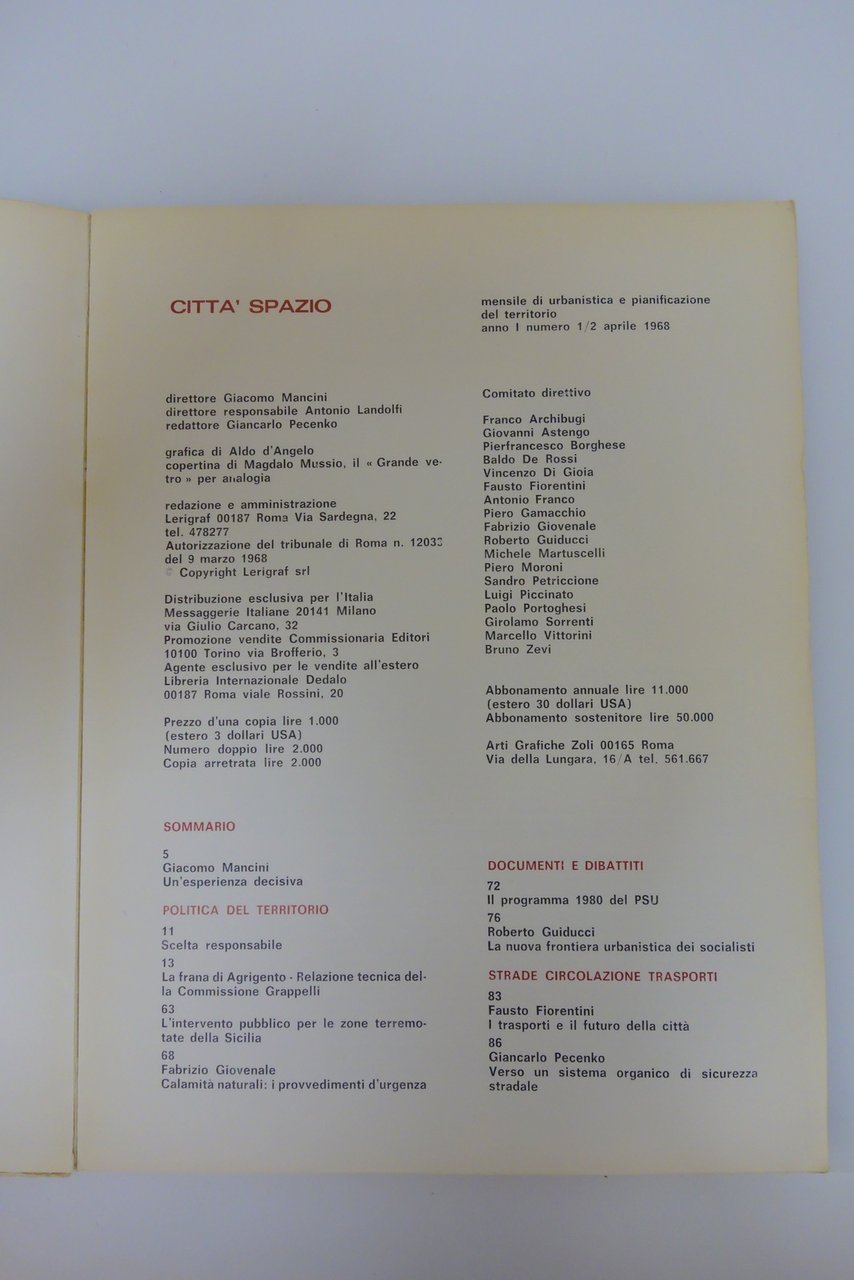 CITTA' SPAZIO
mensile di urbanistica e pianificazione
del territorio
anno I numero 1/2 aprile 1968
direttore Giacomo Mancini
direttore responsabile Antonio Landolfi
redattore Giancarlo Pecenko
grafica di Aldo d'Angelo
copertina di Magdalo Mussio, il « Grande ve-
tro » per analogia
redazione e amministrazione
Lerigraf 00187 Roma Via Sardegna, 22
tel. 478277
Autorizzazione del tribunale di Roma n.
del 9 marzo 1968
© Copyright Lerigraf srl
Distribuzione esclusiva per l'Italia
Messaggerie Italiane 20141 Milano
via Giulio Carcano, 32
Promozione vendite Commissionaria Editori
10100 Torino via Brofferio, 3
Agente esclusivo per le vendite all'estero
Libreria Internazionale Dedalo
00187 Roma viale Rossini, 20
Prezzo d'una copia lire 1.000
(estero 3 dollari USA)
Numero doppio lire 2.000
Copia arretrata lire 2.000
Comitato direttivo
Franco Archibugi
Giovanni Astengo
Pierfrancesco Borghese
Baldo De Rossi
Vincenzo Di Gioia
Fausto Fiorentini
Antonio Franco
Piero Gamacchio
Fabrizio Giovenale
Roberto Guiducci
Michele Martuscelli
Piero Moroni
Sandro Petriccione
Luigi Piccinato
Paolo Portoghesi
Girolamo Sorrenti
Marcello Vittorini
Bruno Zevi
Abbonamento annuale lire 11.000
(estero 30 dollari USA)
Abbonamento sostenitore lire 50.000
Arti Grafiche Zoli 00165 Roma
Via della Lungara, 16/A tel. 561.667
SOMMARIO
5
Giacomo Mancini
Un'esperienza decisiva
POLITICA DEL TERRITORIO
11
Scelta responsabile
13
La frana di Agrigento - Relazione tecnica del-
la Commissione Grappelli
63
L'intervento pubblico per le zone terremo-
tate della Sicilia
68
Fabrizio Giovenale
Calamità naturali: i provvedimenti d'urgenza
DOCUMENTI E DIBATTITI
72
Il programma 1980 del PSU
76
Roberto Guiducci
La nuova frontiera urbanistica dei socialisti
STRADE CIRCOLAZIONE TRASPORTI
83
Fausto Fiorentini
I trasporti e il futuro della città
86
Giancarlo Pecenko
Verso un sistema organico di sicurezza
stradale